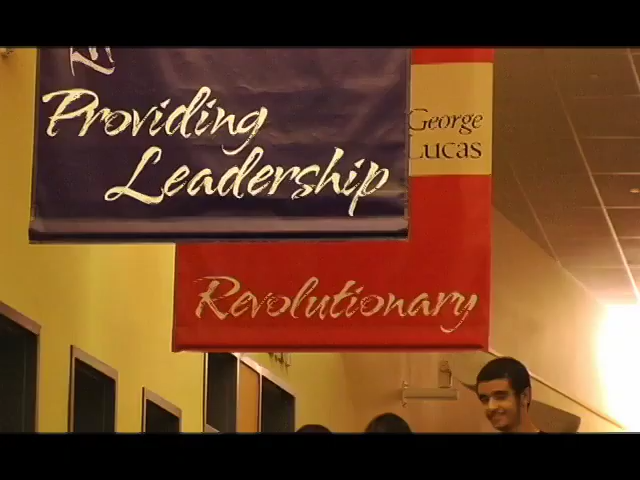 Providing
Leadership
George
Lucas
Revolutionary